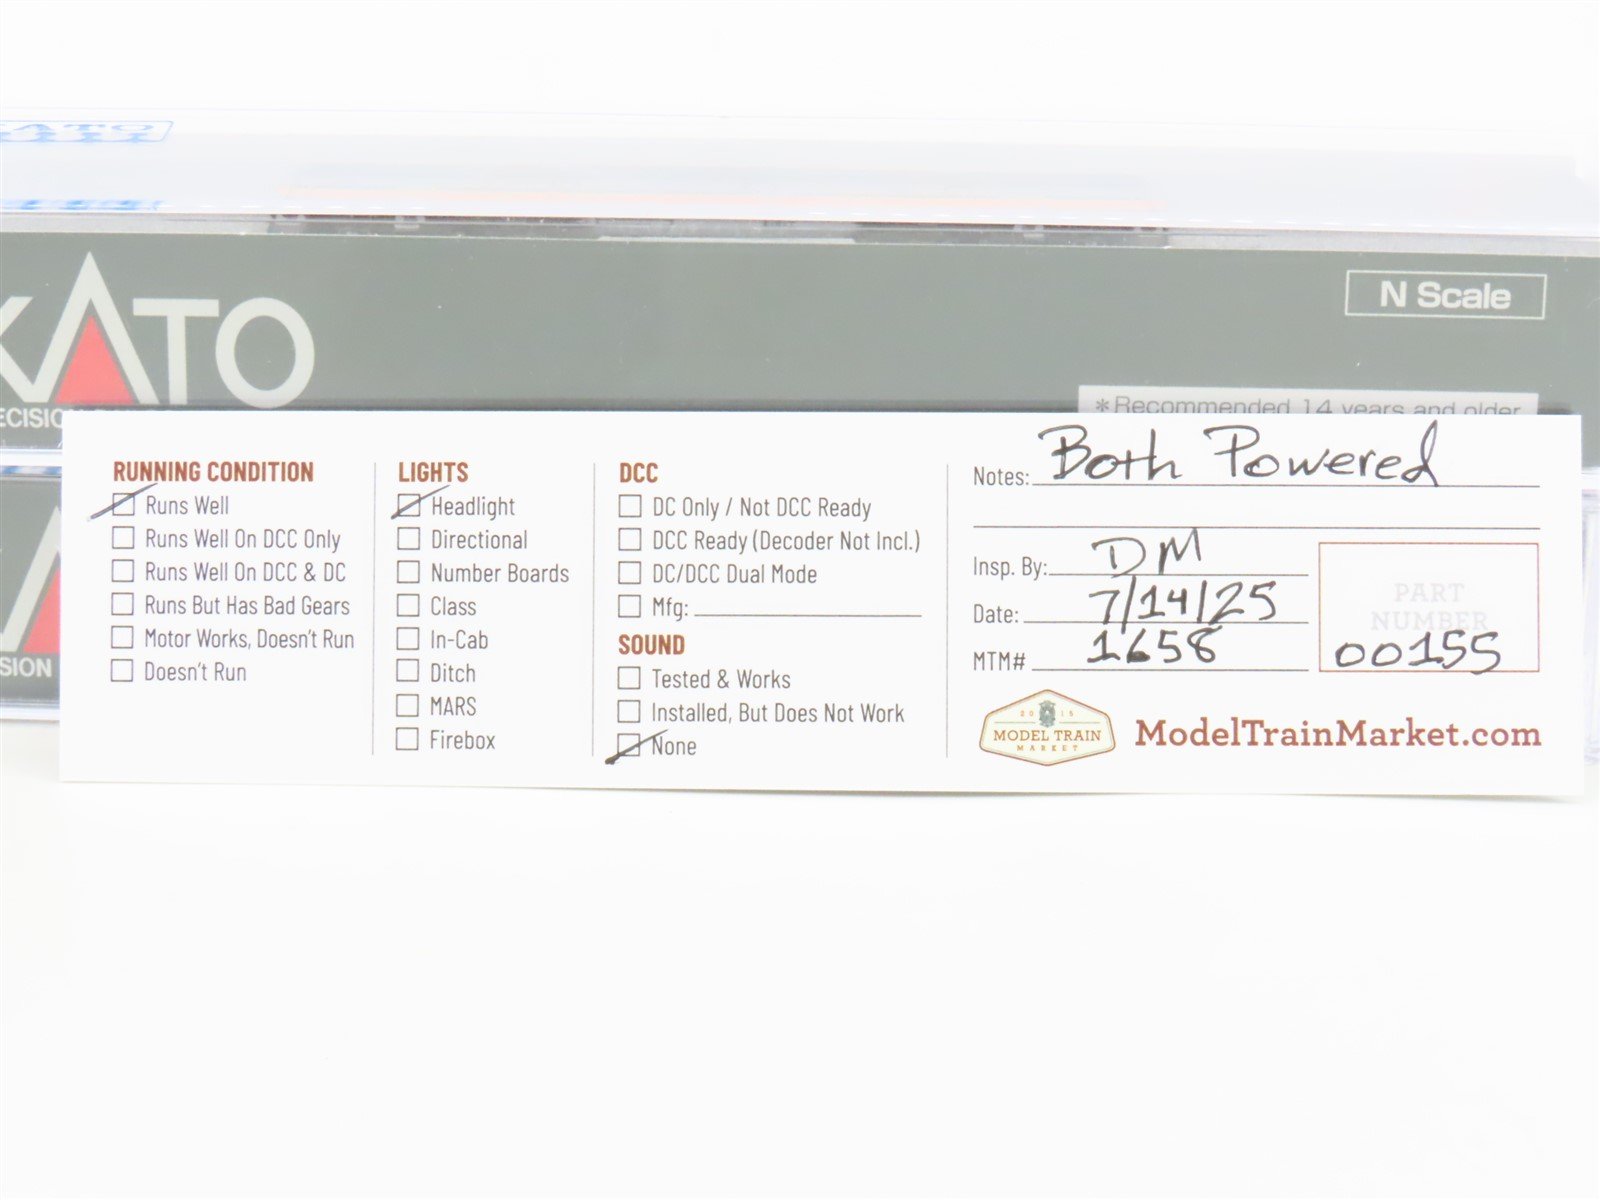 KATO
KATO
N Scale
*Recommended 14 years and older
RUNNING CONDITION
Runs Well
Runs Well On DCC Only
Runs Well On DCC & DC
Runs But Has Bad Gears
Motor Works, Doesn't Run
Doesn't Run
LIGHTS
Headlight
Directional
Number Boards
Class
In-Cab
Ditch
MARS
Firebox
DCC
DC Only / Not DCC Ready
DCC Ready (Decoder Not Incl.)
DC/DCC Dual Mode
Mfg:
SOUND
Tested & Works
Installed, But Does Not Work
None
Notes: Both Powered
Insp. By: DM
Date: 7/14/25
MTM# 1658
PART
NUMBER
00155
2015
MODEL TRAIN
MARKET
ModelTrainMarket.com